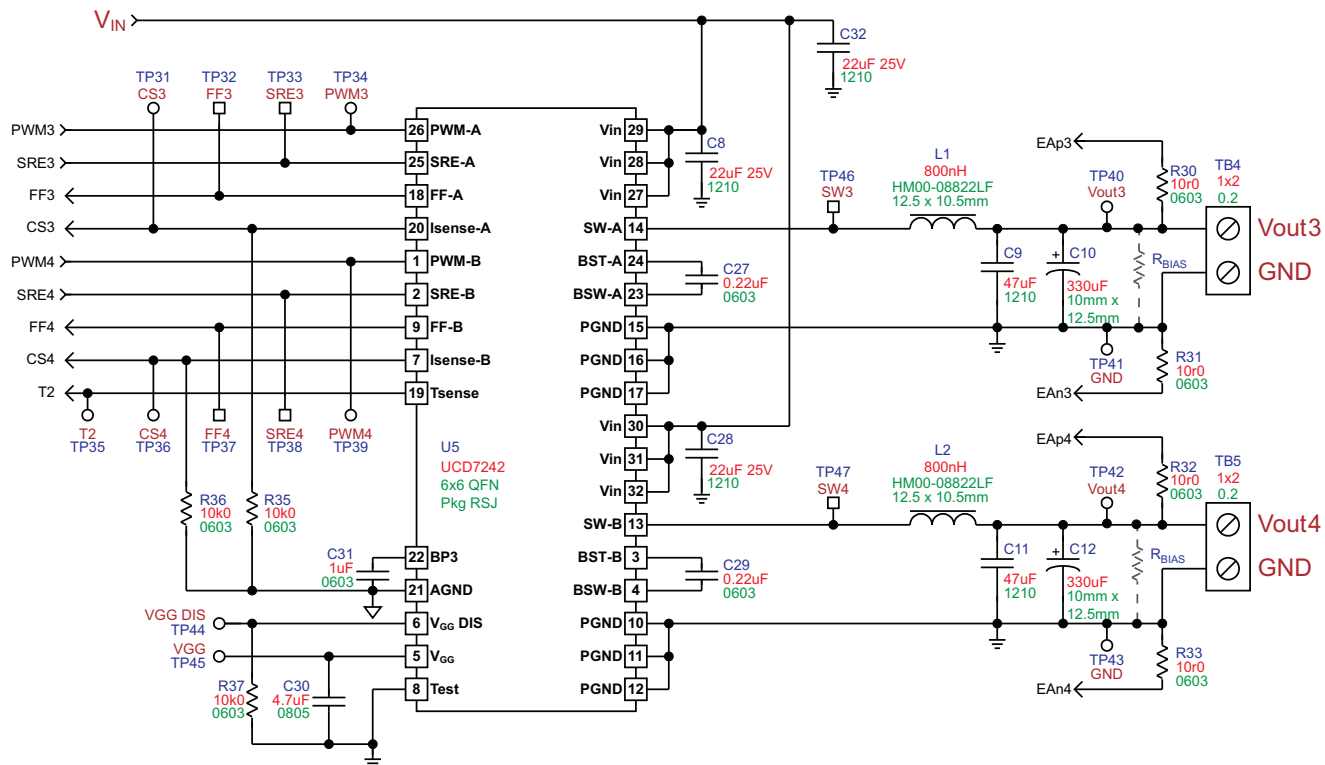 VIN
C32
22uF 25V
1210
TP31
CS3
TP32
FF3
TP33
SRE3
TP34
PWM3
PWM3
SRE3
FF3
CS3
PWM4
SRE4
FF4
CS4
T2
26 PWM-A
25 SRE-A
18 FF-A
20 Isense-A
1 PWM-B
2 SRE-B
9 FF-B
7 Isense-B
19 Tsense
22 BP3
21 AGND
6 VGG DIS
5 VGG
8 Test
Vin 29
Vin 28
Vin 27
SW-A 14
BST-A 24
BSW-A 23
PGND 15
PGND 16
PGND 17
Vin 30
Vin 31
Vin 32
SW-B 13
BST-B 3
BSW-B 4
PGND 10
PGND 11
PGND 12
U5
UCD7242
6x6 QFN
Pkg RSJ
T2
TP35
CS4
TP36
FF4
TP37
SRE4
TP38
PWM4
TP39
R36
10k0
0603
R35
10k0
0603
C31
1uF
0603
VGG DIS
TP44
VGG
TP45
R37
10k0
0603
C30
4.7uF
0805
C8
22uF 25V
1210
C27
0.22uF
0603
C28
22uF 25V
1210
C29
0.22uF
0603
TP46
SW3
L1
800nH
HM00-08822LF
12.5 x 10.5mm
EAp3
TP40
Vout3
R30
10r0
0603
TB4
1x2
0.2
Vout3
GND
C9
47uF
1210
C10
+
330uF
10mm x
12.5mm
RBIAS
TP41
GND
R31
10r0
0603
EAn3
TP47
SW4
L2
800nH
HM00-08822LF
12.5 x 10.5mm
EAp4
TP42
Vout4
R32
10r0
0603
TB5
1x2
0.2
Vout4
GND
C11
47uF
1210
C12
+
330uF
10mm x
12.5mm
RBIAS
TP43
GND
R33
10r0
0603
EAn4